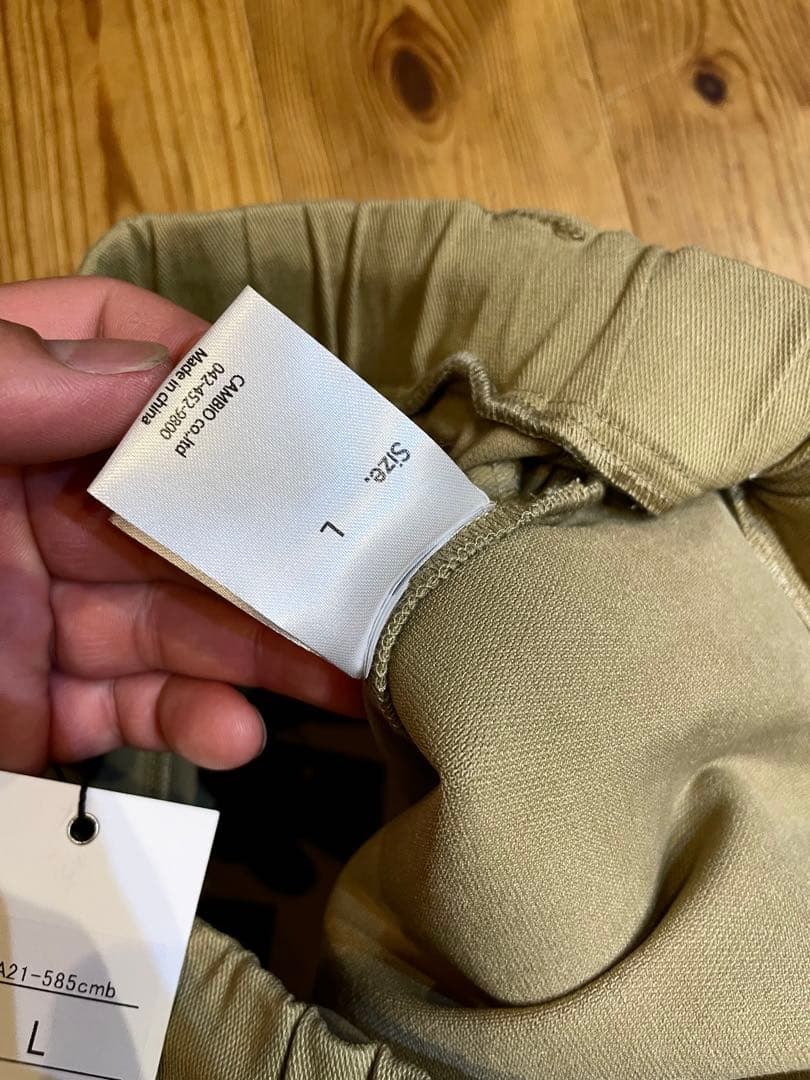 CAMBIO co.,ltd
042-452-9800
Made in china
Size.
L
A21-585cmb
L